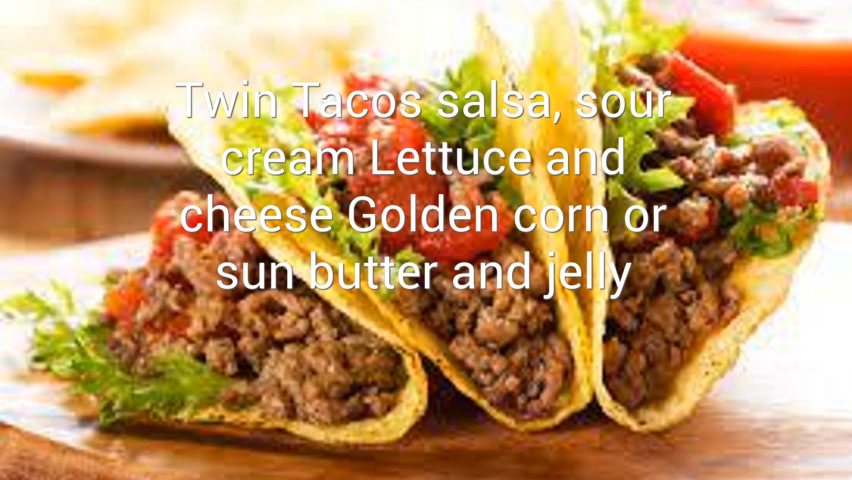 Twin Tacos salsa, sour
cream Lettuce and
cheese Golden corn or
sun butter and jelly